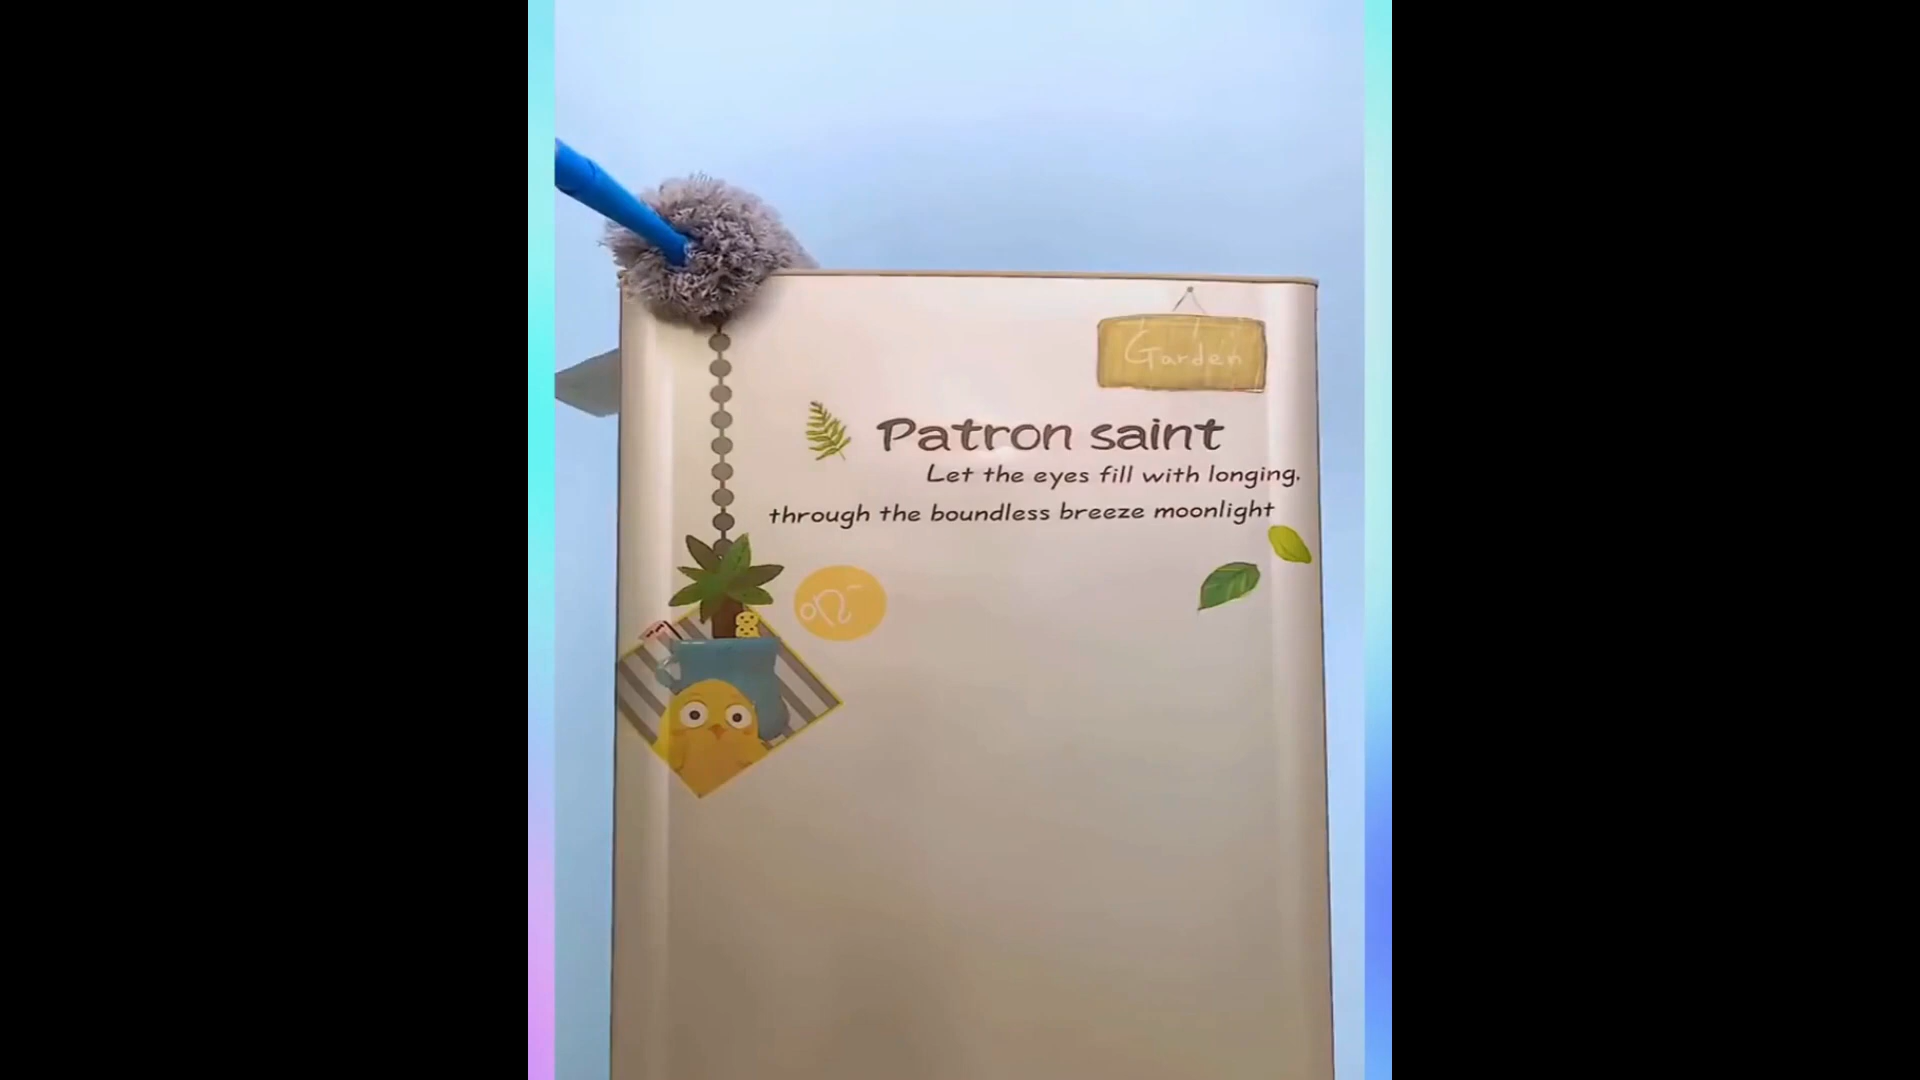 Garden
Patron saint
Let the eyes fill with longing,
through the boundless breeze moonlight